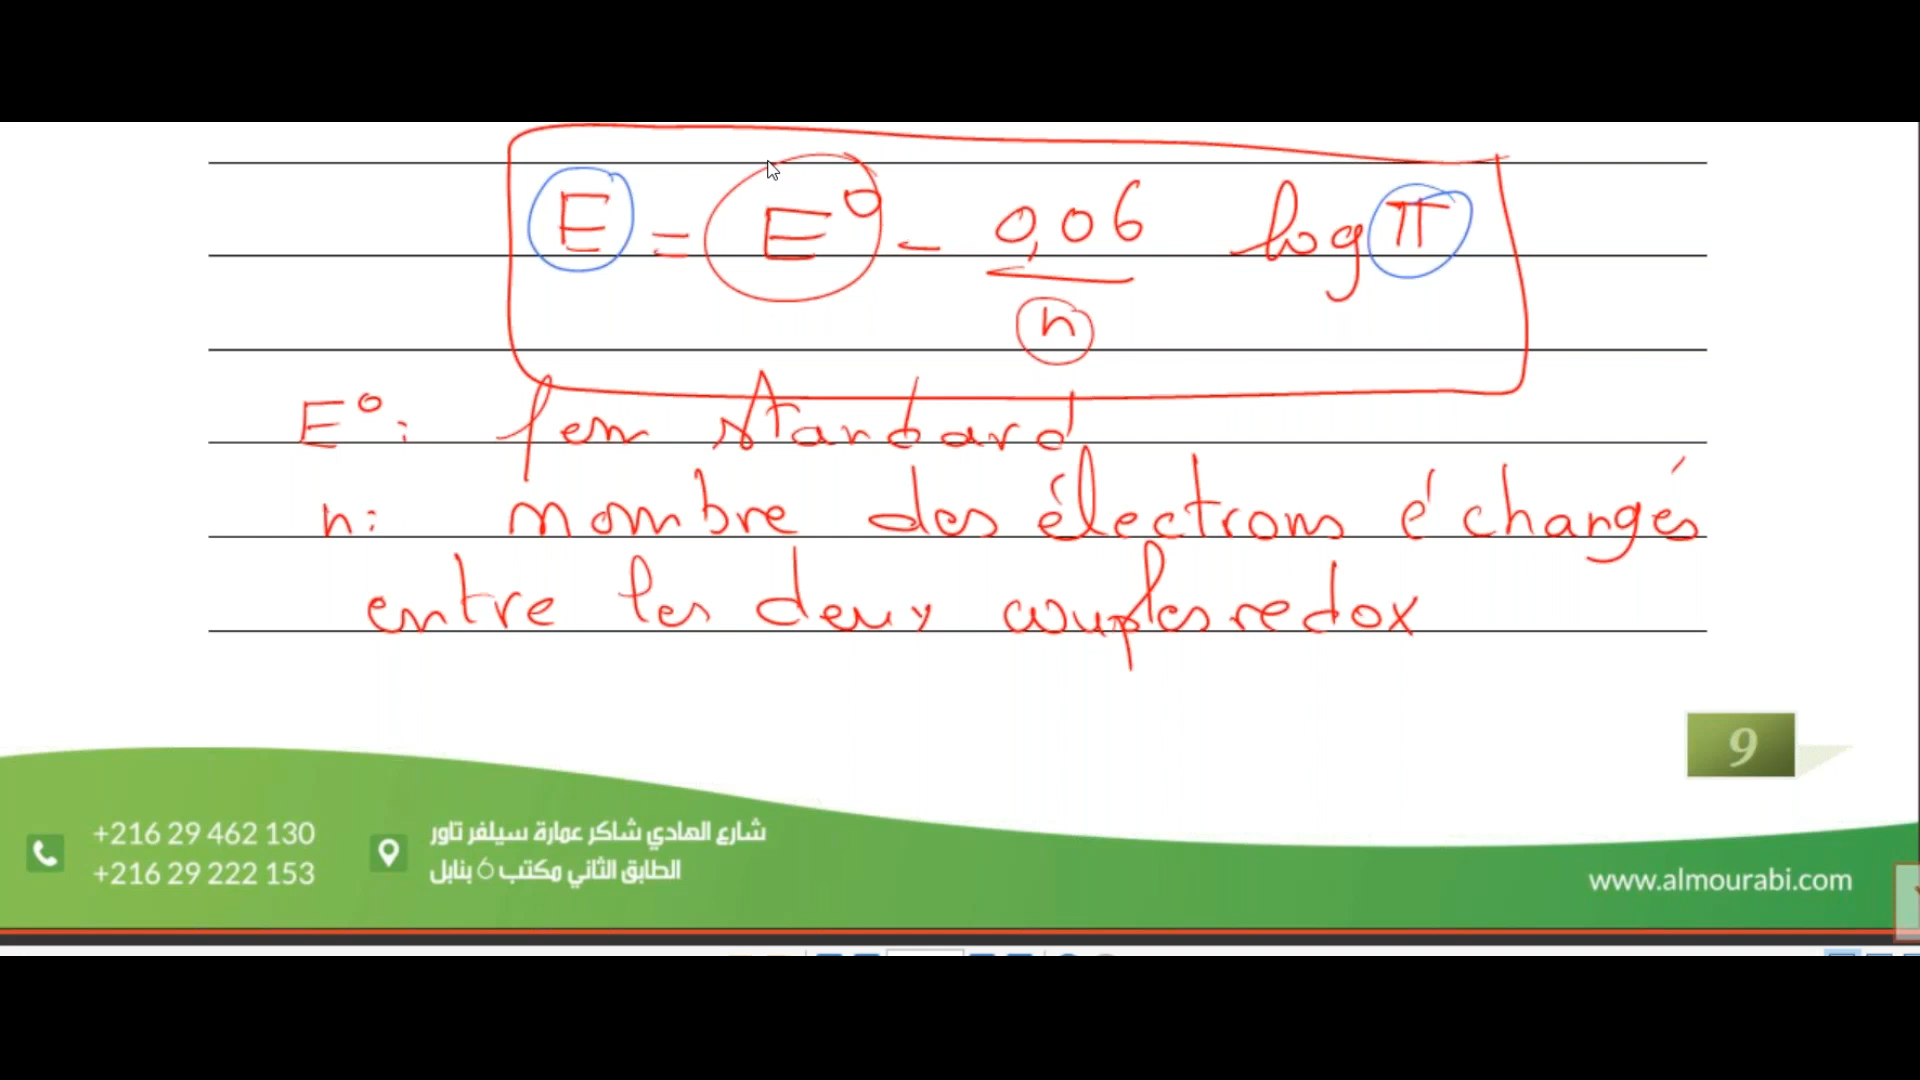 E = E° - 0,06/n log π
E°: fem standard
n: nombre des électrons échangés
entre les deux couples redox
9
+216 29 462 130
+216 29 222 153
شارع الهادي شاكر عمارة سيلفر تاور
الطابق الثاني مكتب 6 بنابل
www.almourabi.com